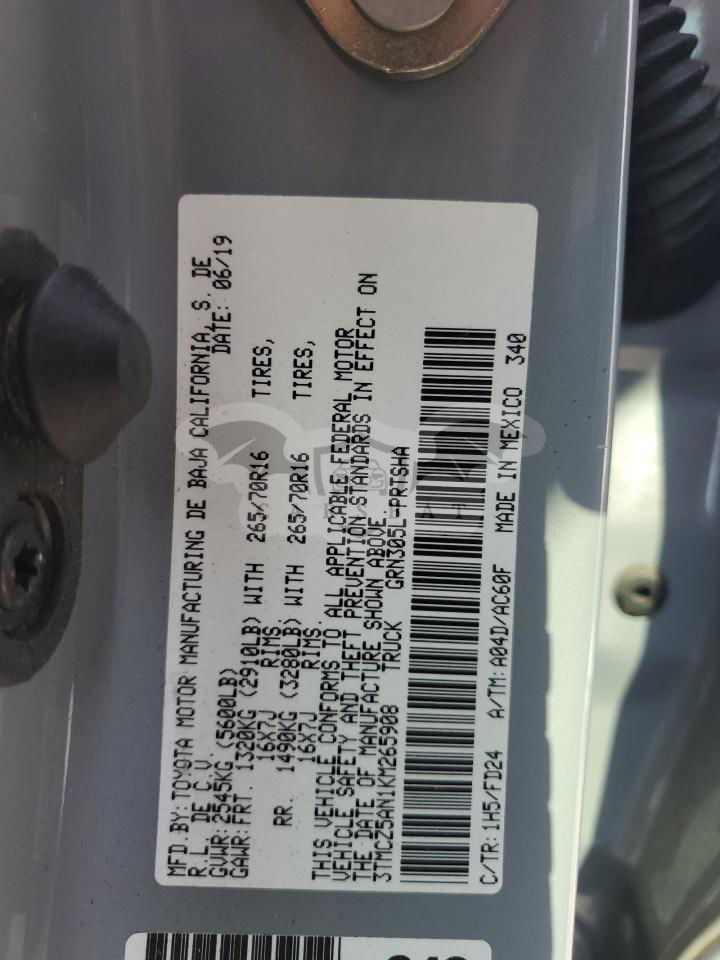 MFD.BY:TOYOTA MOTOR MANUFACTURING DE BAJA CALIFORNIA, S. DE
R.L. DE C.V. DATE: 06/19
GVWR:2545KG (5600LB)
GAWR:FRT. 1320KG (2910LB) WITH 265/70R16 TIRES,
16X7J RIMS.
RR. 1490KG (3280LB) WITH 265/70R16 TIRES,
16X7J RIMS.
THIS VEHICLE CONFORMS TO ALL APPLICABLE FEDERAL MOTOR
VEHICLE SAFETY AND THEFT PREVENTION STANDARDS IN EFFECT ON
THE DATE OF MANUFACTURE SHOWN ABOVE.
3TMCZ5AN1KM265908 TRUCK GRN305L-PRTSHA
C/TR:1H5/FD24 A/TM:A04D/AC60F MADE IN MEXICO 340